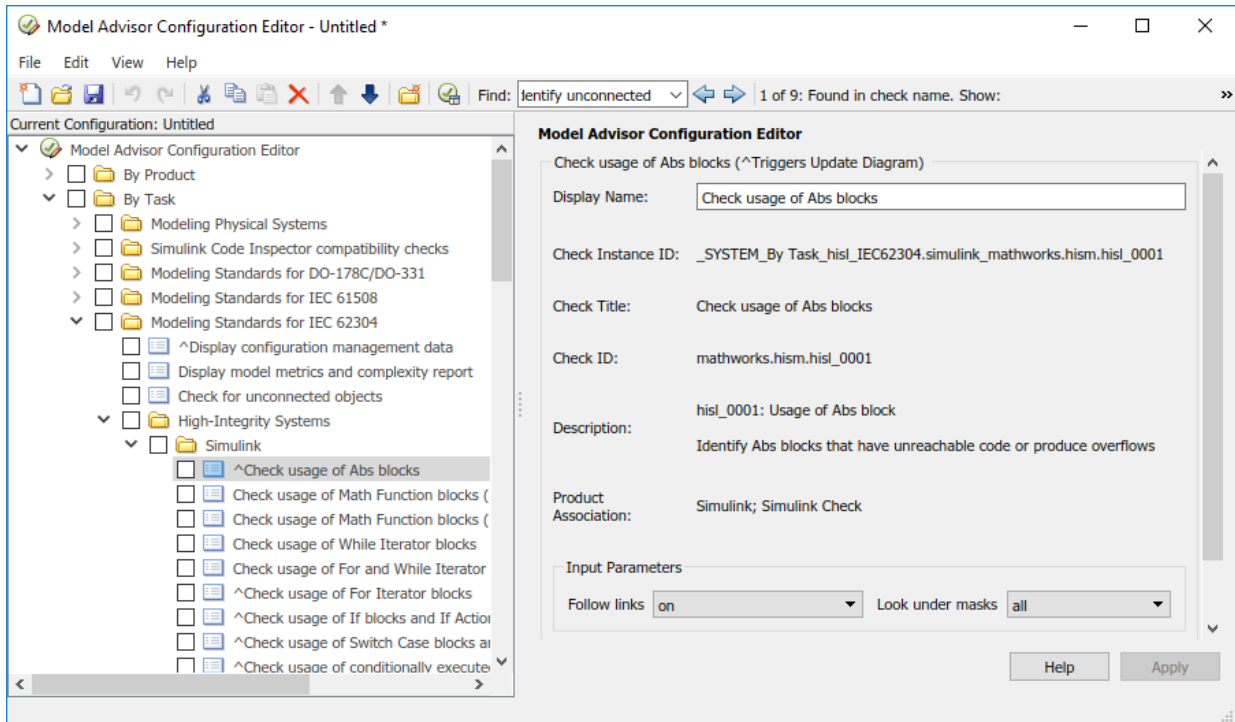 Model Advisor Configuration Editor - Untitled *
File Edit View Help
Find: dentify unconnected 1 of 9: Found in check name. Show: »
Current Configuration: Untitled
Model Advisor Configuration Editor
By Product
By Task
Modeling Physical Systems
Simulink Code Inspector compatibility checks
Modeling Standards for DO-178C/DO-331
Modeling Standards for IEC 61508
Modeling Standards for IEC 62304
^Display configuration management data
Display model metrics and complexity report
Check for unconnected objects
High-Integrity Systems
Simulink
^Check usage of Abs blocks
Check usage of Math Function blocks (
Check usage of Math Function blocks (
Check usage of While Iterator blocks
Check usage of For and While Iterator
^Check usage of For Iterator blocks
^Check usage of If blocks and If Action
^Check usage of Switch Case blocks an
^Check usage of conditionally executed
Model Advisor Configuration Editor
Check usage of Abs blocks (^Triggers Update Diagram)
Display Name: Check usage of Abs blocks
Check Instance ID: _SYSTEM_By Task_hisl_IEC62304.simulink_mathworks.hism.hisl_0001
Check Title: Check usage of Abs blocks
Check ID: mathworks.hism.hisl_0001
hisl_0001: Usage of Abs block
Description:
Identify Abs blocks that have unreachable code or produce overflows
Product
Association: Simulink; Simulink Check
Input Parameters
Follow links on Look under masks all
Help Apply